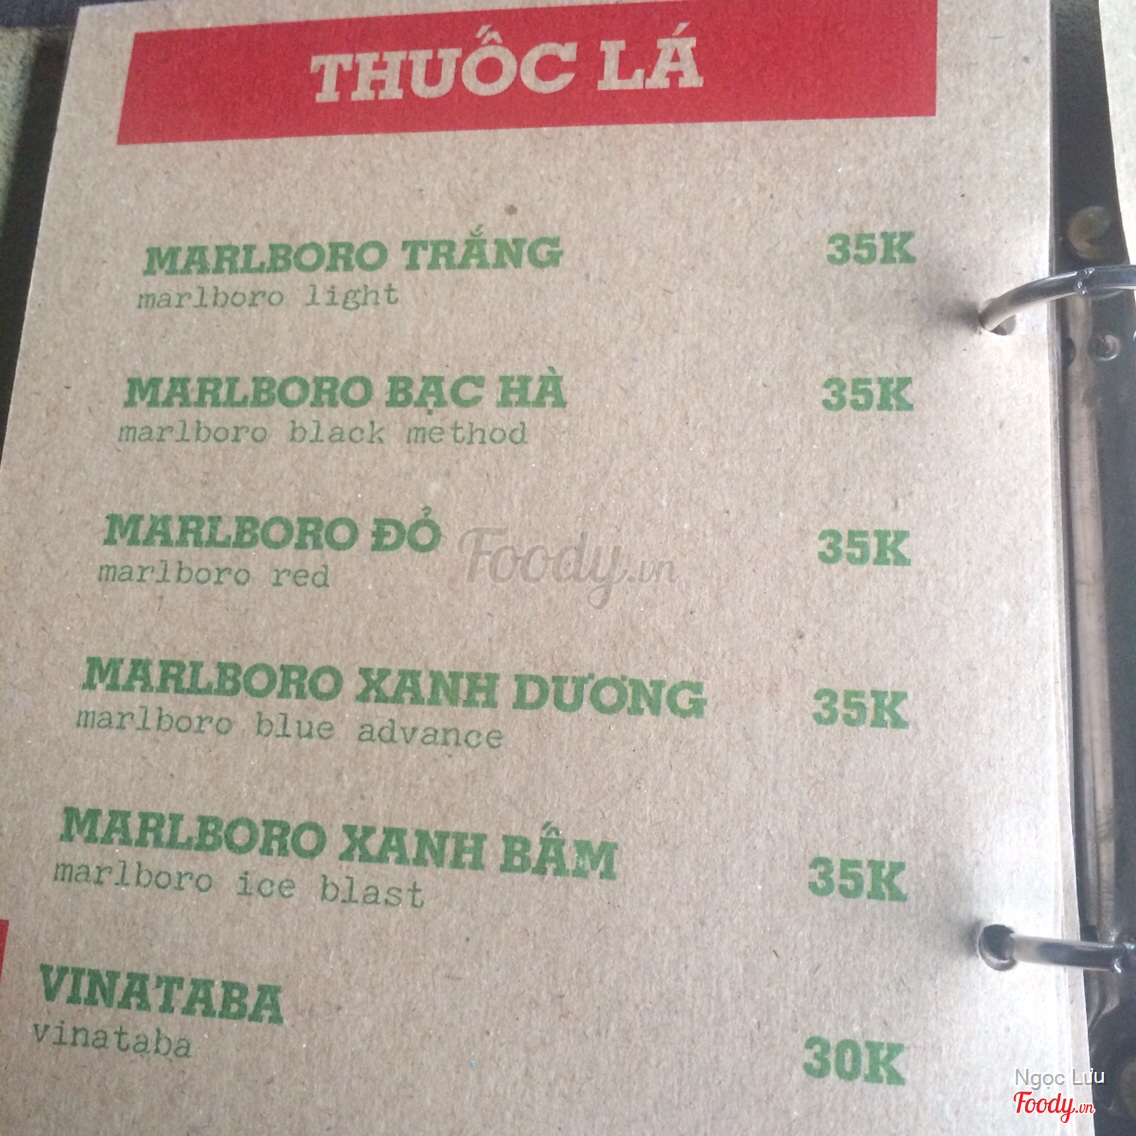 THUỐC LÁ
MARLBORO TRẮNG 35K
marlboro light
MARLBORO BẠC HÀ 35K
marlboro black method
MARLBORO ĐỎ 35K
marlboro red
Foody.vn
MARLBORO XANH DƯƠNG 35K
marlboro blue advance
MARLBORO XANH BẤM 35K
marlboro ice blast
VINATABA 30K
vinataba
Ngọc Lưu
Foody.vn